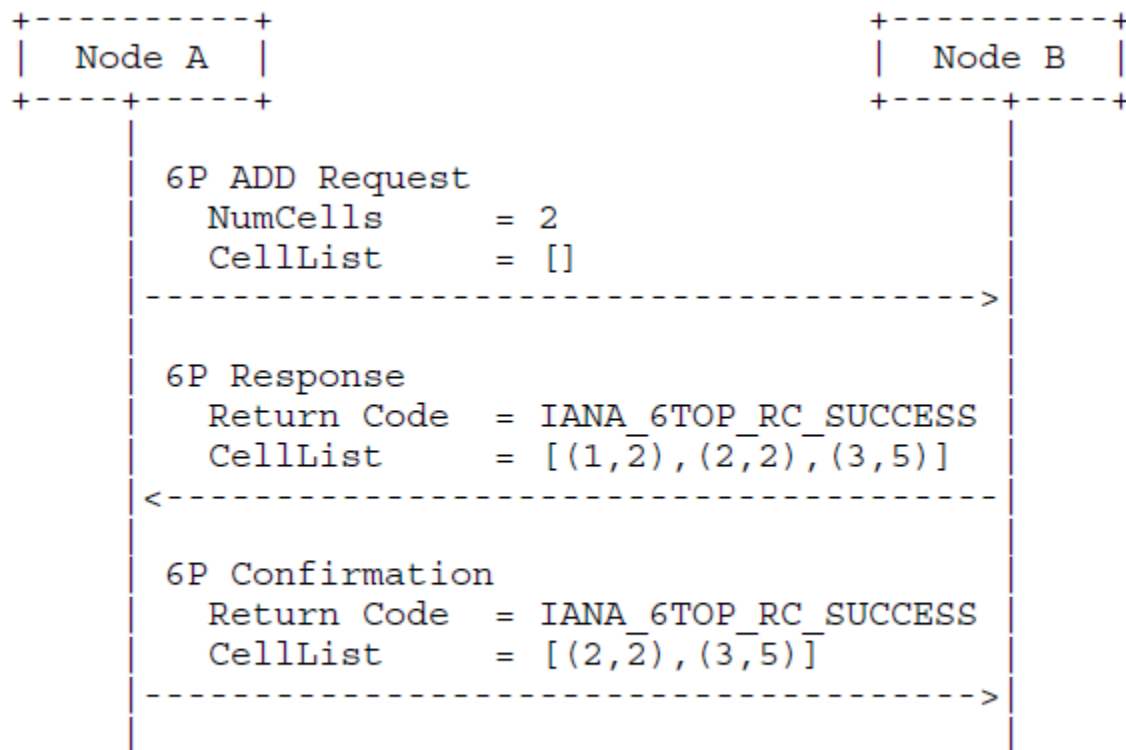 +----------+                            +----------+
|  Node A  |                            |  Node B  |
+----+-----+                            +-----+----+
     |                                        |
     | 6P ADD Request                         |
     |   NumCells     = 2                     |
     |   CellList     = []                    |
     |--------------------------------------->|
     |                                        |
     | 6P Response                            |
     |   Return Code  = IANA_6TOP_RC_SUCCESS  |
     |   CellList     = [(1,2),(2,2),(3,5)]   |
     |<---------------------------------------|
     |                                        |
     | 6P Confirmation                        |
     |   Return Code  = IANA_6TOP_RC_SUCCESS  |
     |   CellList     = [(2,2),(3,5)]         |
     |--------------------------------------->|
     |                                        |